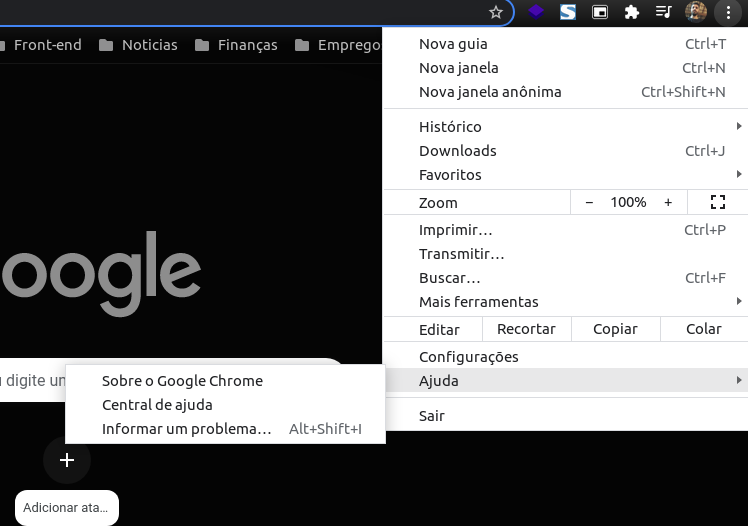 Front-end Noticias Finanças Empregos
Nova guia Ctrl+T
Nova janela Ctrl+N
Nova janela anônima Ctrl+Shift+N
Histórico
Downloads Ctrl+J
Favoritos
Zoom − 100% +
oogle
Imprimir... Ctrl+P
Transmitir...
Buscar... Ctrl+F
Mais ferramentas
Editar Recortar Copiar Colar
Configurações
digite un
Ajuda
Sobre o Google Chrome
Central de ajuda
Informar um problema... Alt+Shift+I
Sair
Adicionar ata...